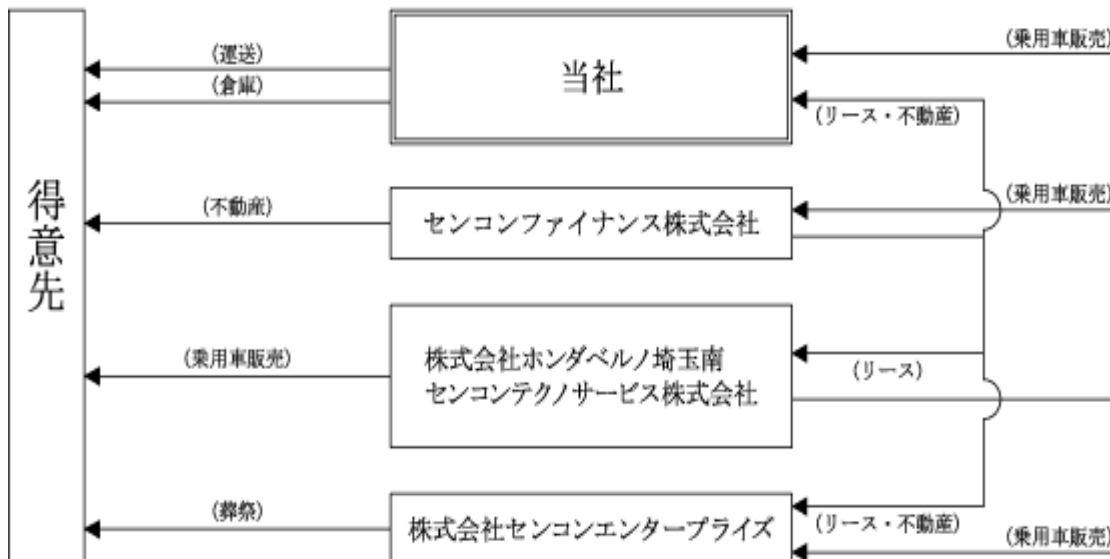 (乗用車販売)
(運送)
当社
(倉庫)
(リース・不動産)
得意先
(乗用車販売)
(不動産)
センコンファイナンス株式会社
株式会社ホンダベルノ埼玉南
(乗用車販売)
(リース)
センコンテクノサービス株式会社
(葬祭)
株式会社センコンエンタープライズ
(リース・不動産)
(乗用車販売)